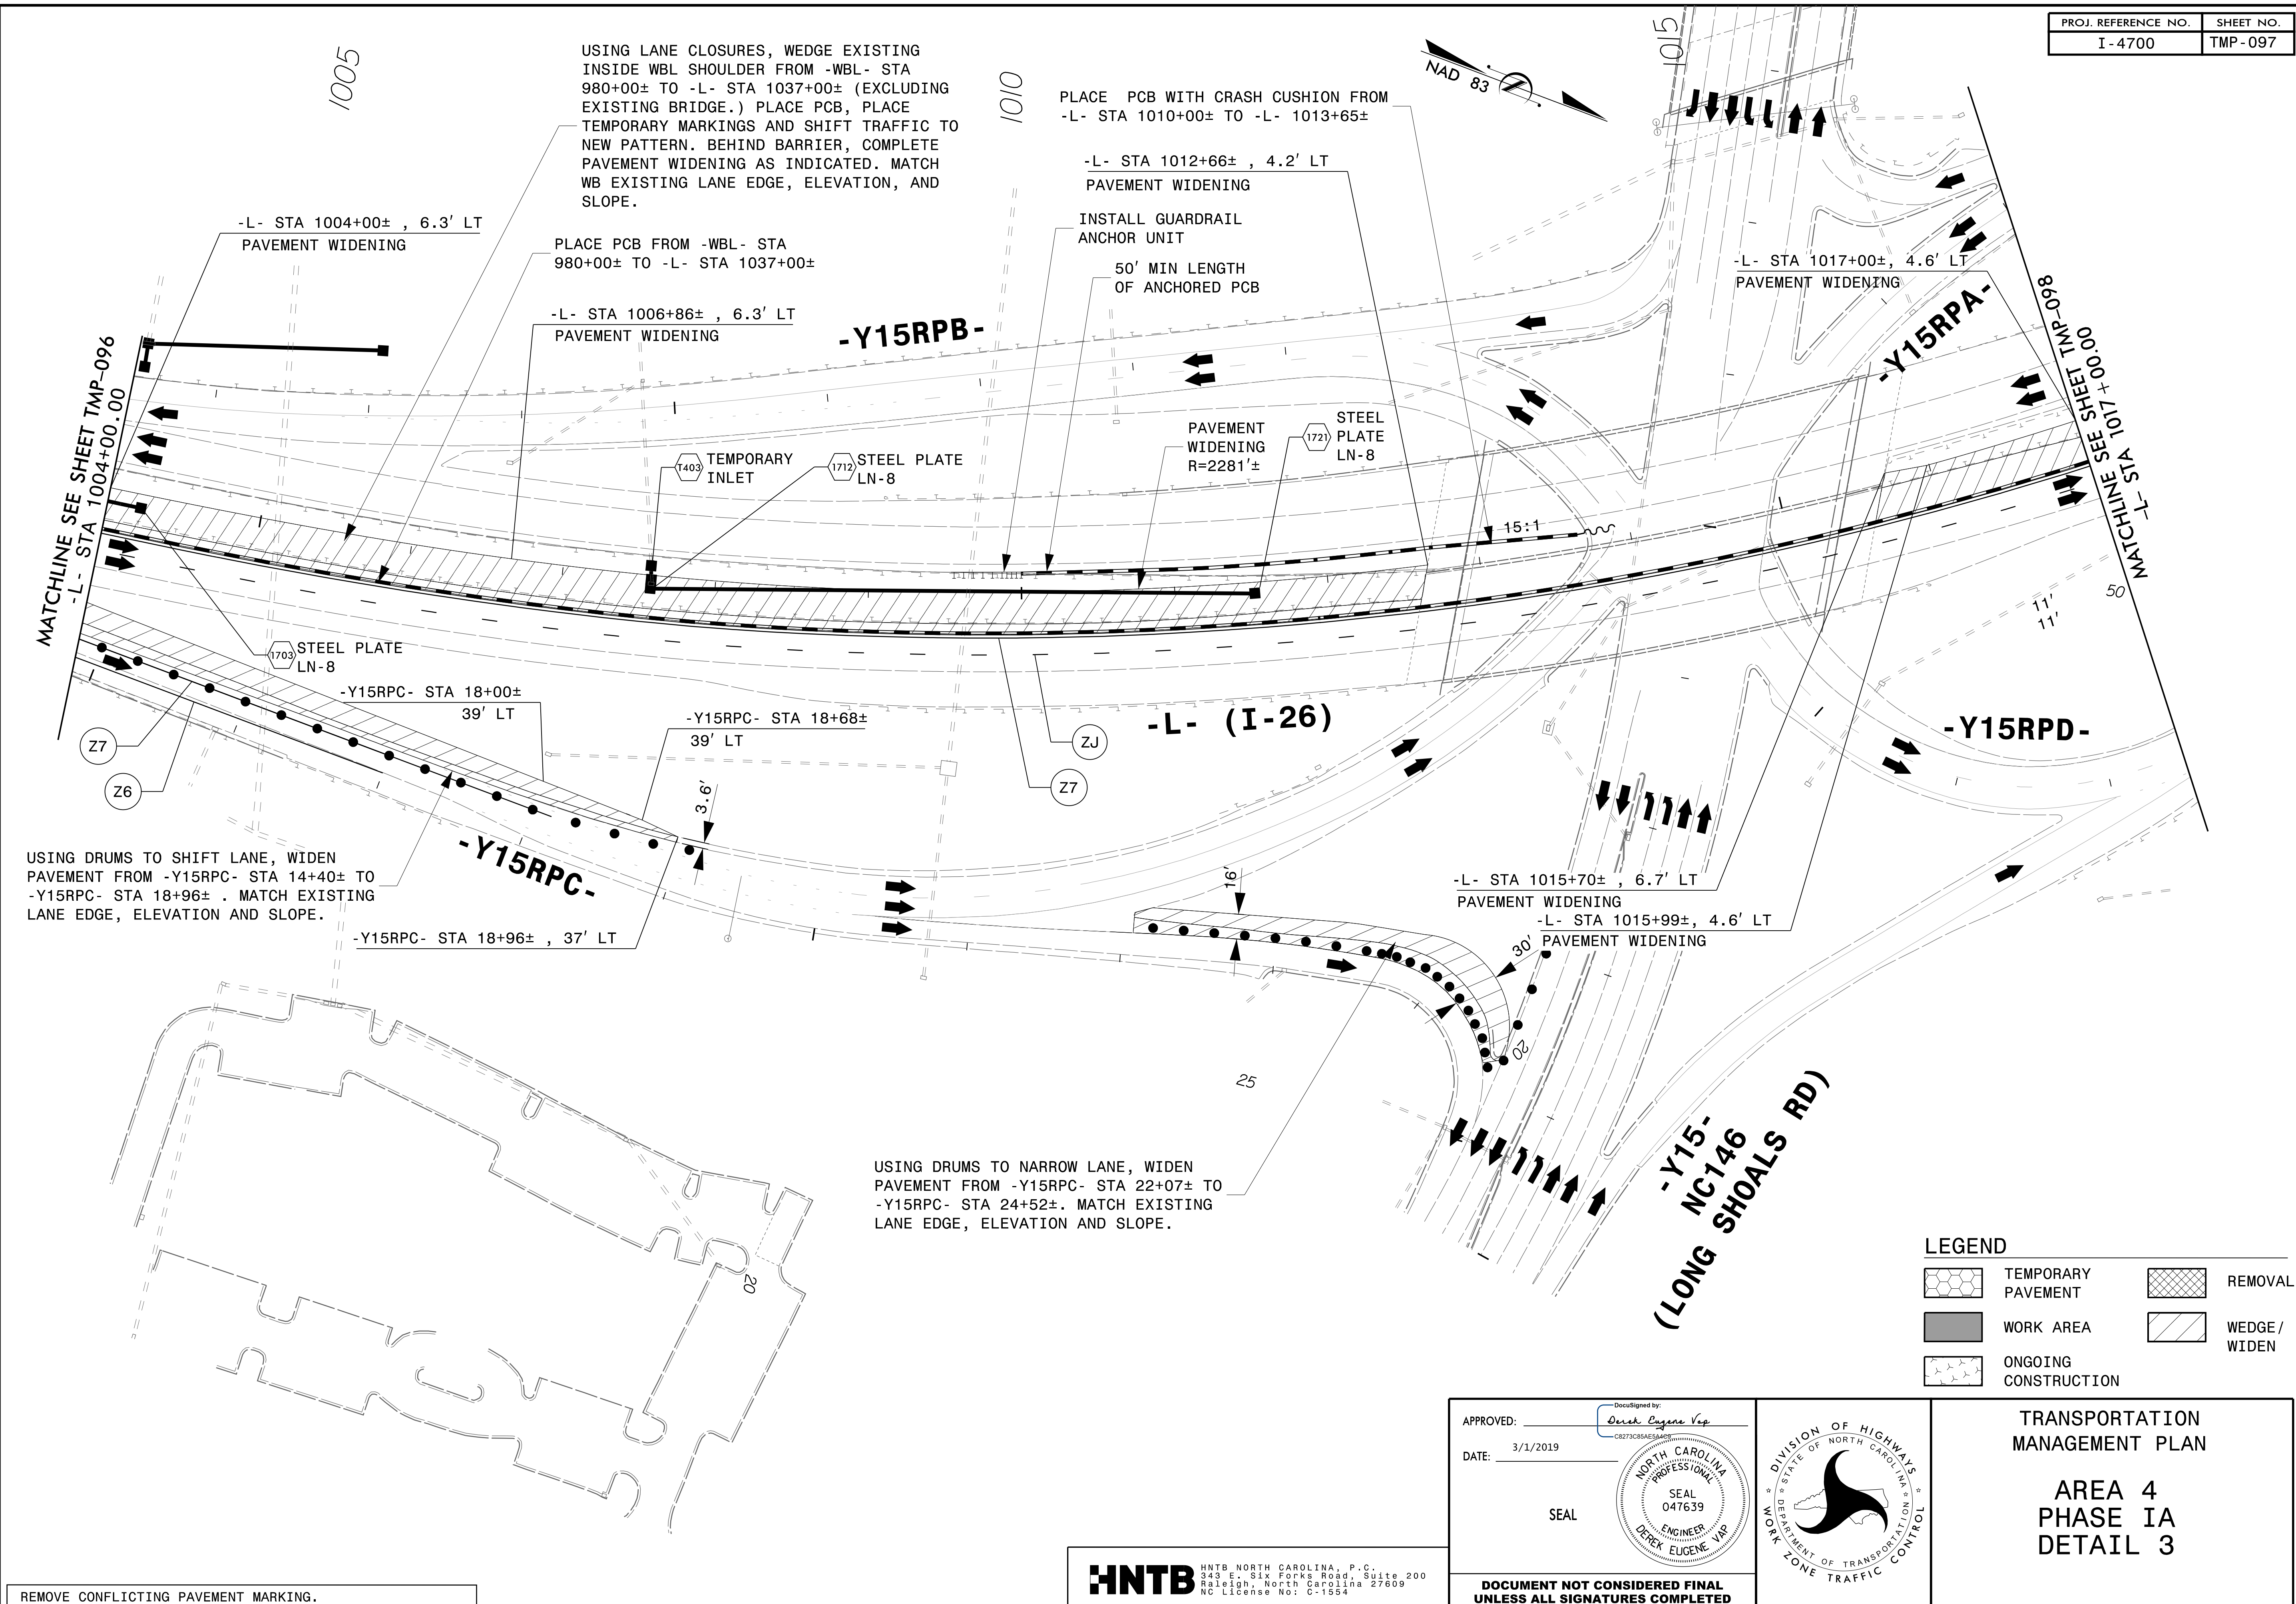 PROJ. REFERENCE NO.
SHEET NO.
I-4700
TMP-097
1005
1010
1015
NAD 83
USING LANE CLOSURES, WEDGE EXISTING
INSIDE WBL SHOULDER FROM -WBL- STA
980+00± TO -L- STA 1037+00± (EXCLUDING
EXISTING BRIDGE.) PLACE PCB, PLACE
TEMPORARY MARKINGS AND SHIFT TRAFFIC TO
NEW PATTERN. BEHIND BARRIER, COMPLETE
PAVEMENT WIDENING AS INDICATED. MATCH
WB EXISTING LANE EDGE, ELEVATION, AND
SLOPE.
PLACE PCB WITH CRASH CUSHION FROM
-L- STA 1010+00± TO -L- 1013+65±
-L- STA 1012+66± , 4.2' LT
PAVEMENT WIDENING
INSTALL GUARDRAIL
ANCHOR UNIT
50' MIN LENGTH
OF ANCHORED PCB
-L- STA 1004+00± , 6.3' LT
PAVEMENT WIDENING
PLACE PCB FROM -WBL- STA
980+00± TO -L- STA 1037+00±
-L- STA 1006+86± , 6.3' LT
PAVEMENT WIDENING
-L- STA 1017+00±, 4.6' LT
PAVEMENT WIDENING
-Y15RPB-
-Y15RPA-
MATCHLINE SEE SHEET TMP-096
-L- STA 1004+00.00
MATCHLINE SEE SHEET TMP-098
-L- STA 1017+00.00
T403
TEMPORARY
INLET
1712
STEEL PLATE
LN-8
PAVEMENT
WIDENING
R=2281'±
1721
STEEL
PLATE
LN-8
15:1
11'
11'
50
1703
STEEL PLATE
LN-8
-Y15RPC- STA 18+00±
39' LT
-Y15RPC- STA 18+68±
39' LT
-L- (I-26)
-Y15RPD-
Z7
Z6
ZJ
Z7
3.6'
USING DRUMS TO SHIFT LANE, WIDEN
PAVEMENT FROM -Y15RPC- STA 14+40± TO
-Y15RPC- STA 18+96± . MATCH EXISTING
LANE EDGE, ELEVATION AND SLOPE.
-Y15RPC-
-Y15RPC- STA 18+96± , 37' LT
16'
30'
20
-L- STA 1015+70± , 6.7' LT
PAVEMENT WIDENING
-L- STA 1015+99±, 4.6' LT
PAVEMENT WIDENING
25
20
USING DRUMS TO NARROW LANE, WIDEN
PAVEMENT FROM -Y15RPC- STA 22+07± TO
-Y15RPC- STA 24+52±. MATCH EXISTING
LANE EDGE, ELEVATION AND SLOPE.
-Y15-
NC146
(LONG SHOALS RD)
LEGEND
TEMPORARY
PAVEMENT
REMOVAL
WORK AREA
WEDGE/
WIDEN
ONGOING
CONSTRUCTION
APPROVED:
DocuSigned by:
Derek Eugene Vap
C8273C85AE5A4C8...
DATE: 3/1/2019
SEAL
NORTH CAROLINA
PROFESSIONAL
SEAL
047639
ENGINEER
DEREK EUGENE VAP
DOCUMENT NOT CONSIDERED FINAL
UNLESS ALL SIGNATURES COMPLETED
DIVISION OF HIGHWAYS
STATE OF NORTH CAROLINA
DEPARTMENT OF TRANSPORTATION
WORK ZONE TRAFFIC CONTROL
TRANSPORTATION
MANAGEMENT PLAN
AREA 4
PHASE IA
DETAIL 3
HNTB
HNTB NORTH CAROLINA, P.C.
343 E. Six Forks Road, Suite 200
Raleigh, North Carolina 27609
NC License No: C-1554
REMOVE CONFLICTING PAVEMENT MARKING.